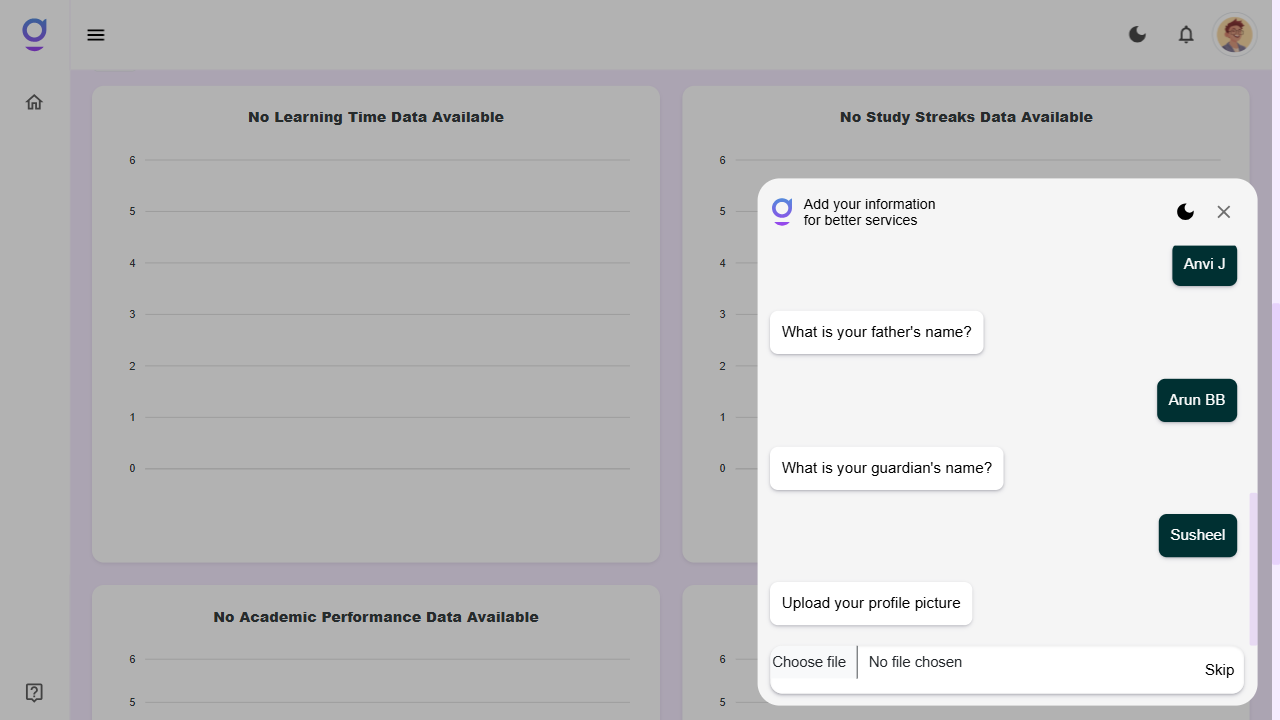 No Learning Time Data Available
6
5
4
3
2
1
0
No Study Streaks Data Available
6
5
4
3
2
1
0
No Academic Performance Data Available
6
5
6
5
Add your information
for better services
Anvi J
What is your father's name?
Arun BB
What is your guardian's name?
Susheel
Upload your profile picture
Choose file
No file chosen
Skip